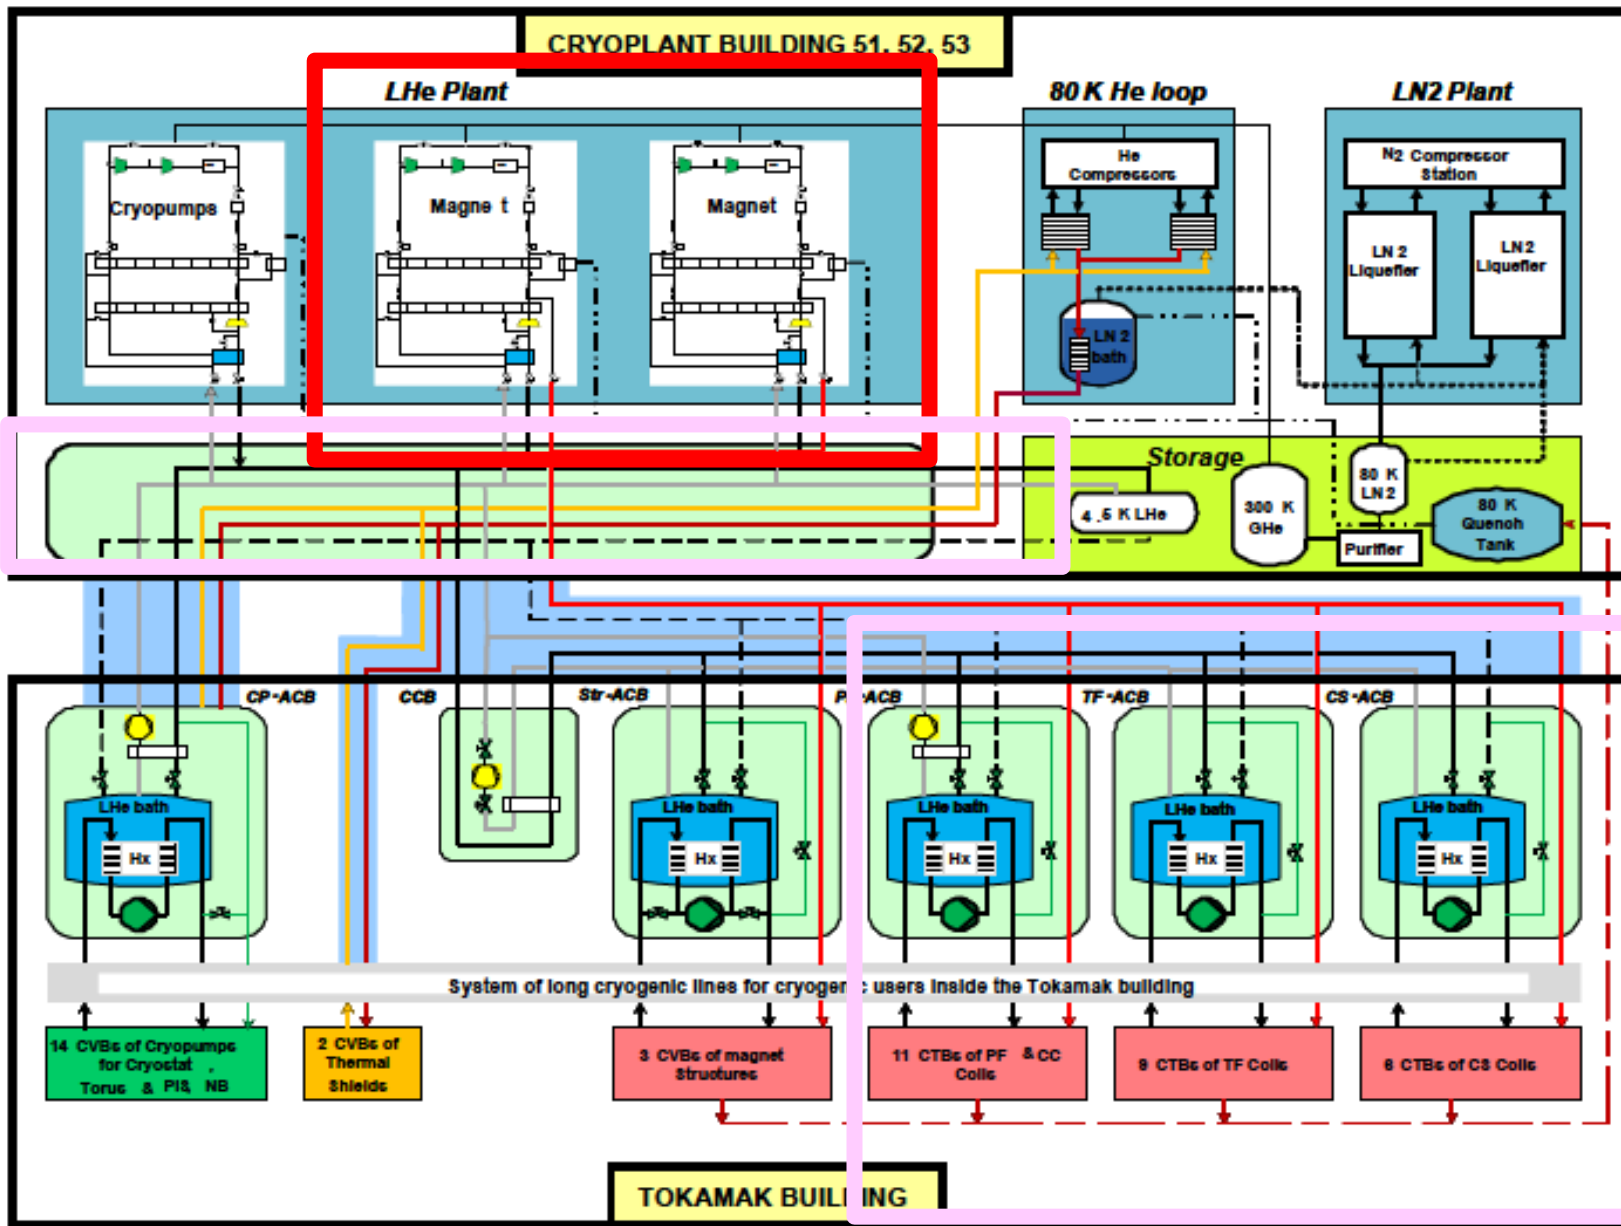 CRYOPLANT BUILDING 51, 52, 53
LHe Plant
80 K He loop
LN2 Plant
Cryopumps
Magne t
Magnet
He
Compressors
N2 Compressor
Station
LN 2
Liquefier
LN 2
Liquefier
LN 2
bath
Storage
4.5 K LHe
300 K
GHe
80 K
LN 2
Purifier
80 K
Quench
Tank
CP-ACB
CCB
Str-ACB
-ACB
TF-ACB
CS-ACB
LHe bath
Hx
LHe bath
Hx
LHe bath
Hx
LHe bath
Hx
LHe bath
Hx
System of long cryogenic lines for cryogenic users inside the Tokamak building
14 CVBs of Cryopumps
for Cryostat ,
Torus & PIS, NB
2 CVBs of
Thermal
Shields
3 CVBs of magnet
Structures
11 CTBs of PF & CC
Coils
9 CTBs of TF Coils
6 CTBs of CS Coils
TOKAMAK BUILDING